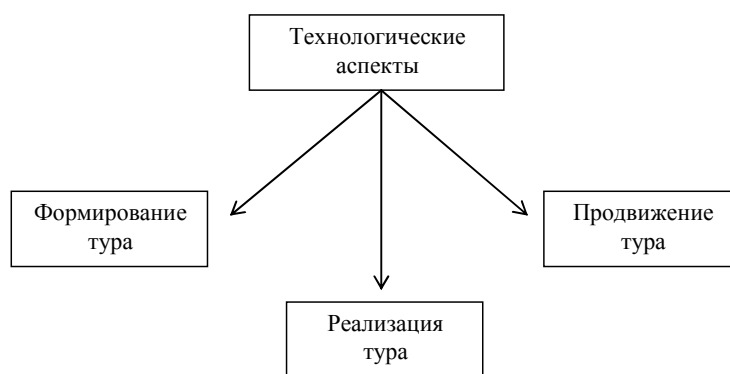 Технологические
аспекты
Формирование
тура
Продвижение
тура
Реализация
тура